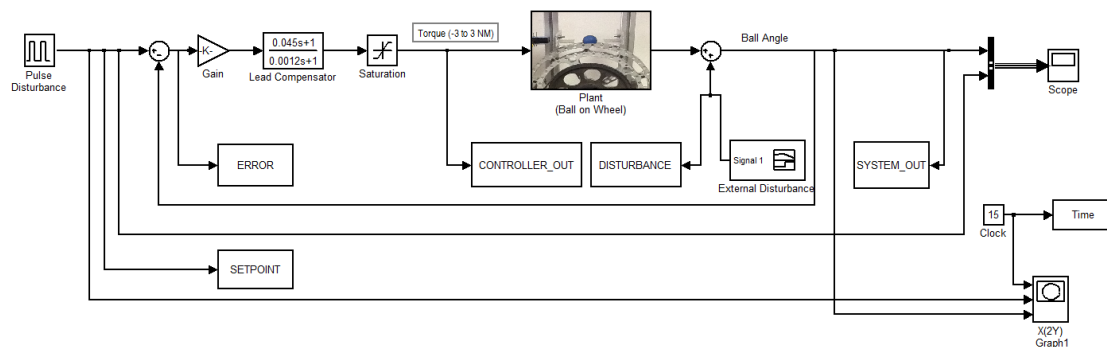 Torque (-3 to 3 NM)
Pulse
Disturbance
-K-
Gain
0.045s+1
0.0012s+1
Lead Compensator
Saturation
Plant
(Ball on Wheel)
Ball Angle
Scope
ERROR
CONTROLLER_OUT
DISTURBANCE
Signal 1
External Disturbance
SYSTEM_OUT
15
Clock
Time
SETPOINT
X(2Y)
Graph1